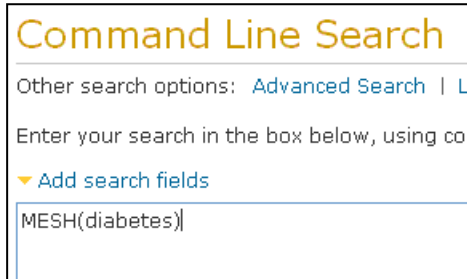 Command Line Search
Other search options: Advanced Search | L
Enter your search in the box below, using co
Add search fields
MESH(diabetes)